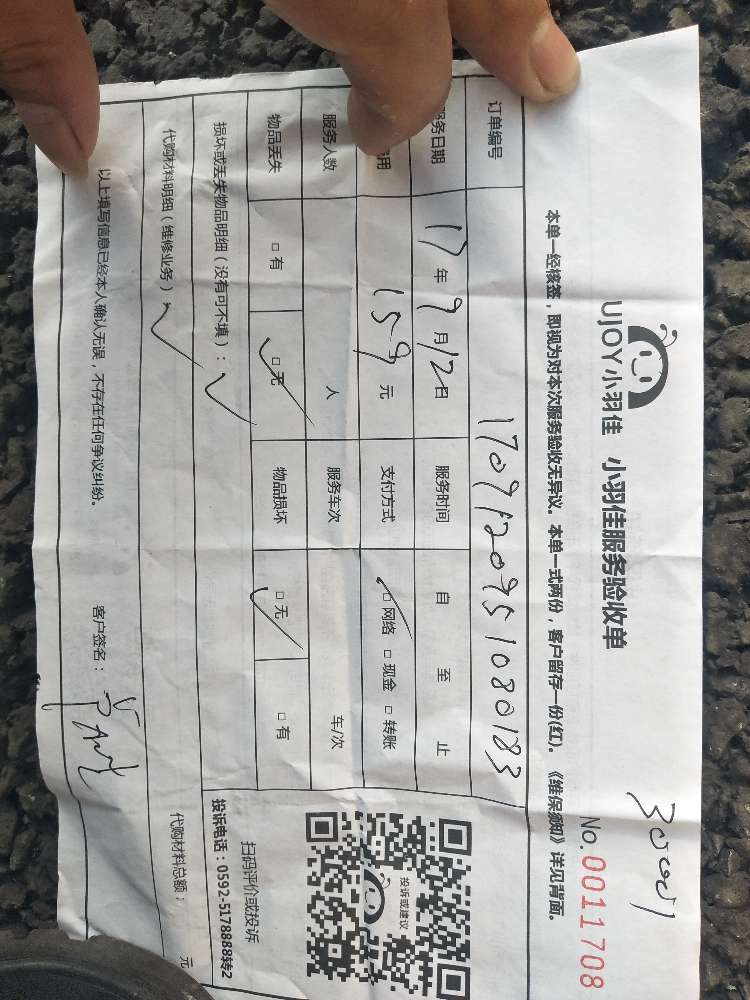 UJOY小羽佳 小羽佳服务验收单
No.0011708
本单一经核签，即视为对本次服务验收无异议。本单一式两份，客户留存一份(红)。《维保须知》详见背面。
订单编号 1709120951080183
务日期 17年9月12日 服务时间 自 至 止
用 159元 支付方式 □网络 □现金 □转账
服务人数 人 服务车次 车/次
物品丢失 □有 □无 物品损坏 □无 □有
损坏或丢失物品明细（没有可不填）：
代购材料明细（维修业务）：
代购材料总额： 元
以上填写信息已经本人确认无误，不存在任何争议纠纷。 客户签名：
投诉或建议
扫码评价或投诉
投诉电话：0592-5178888转2